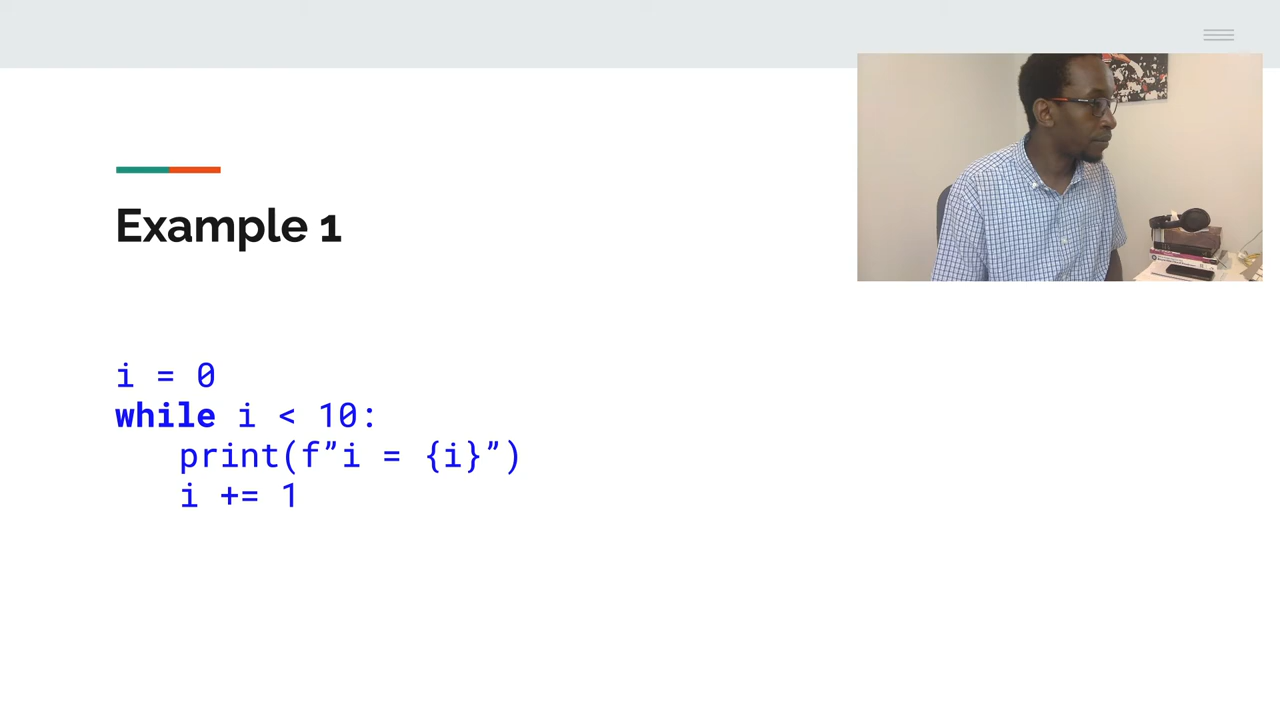 Example 1
i = 0
while i < 10:
    print(f”i = {i}”)
    i += 1